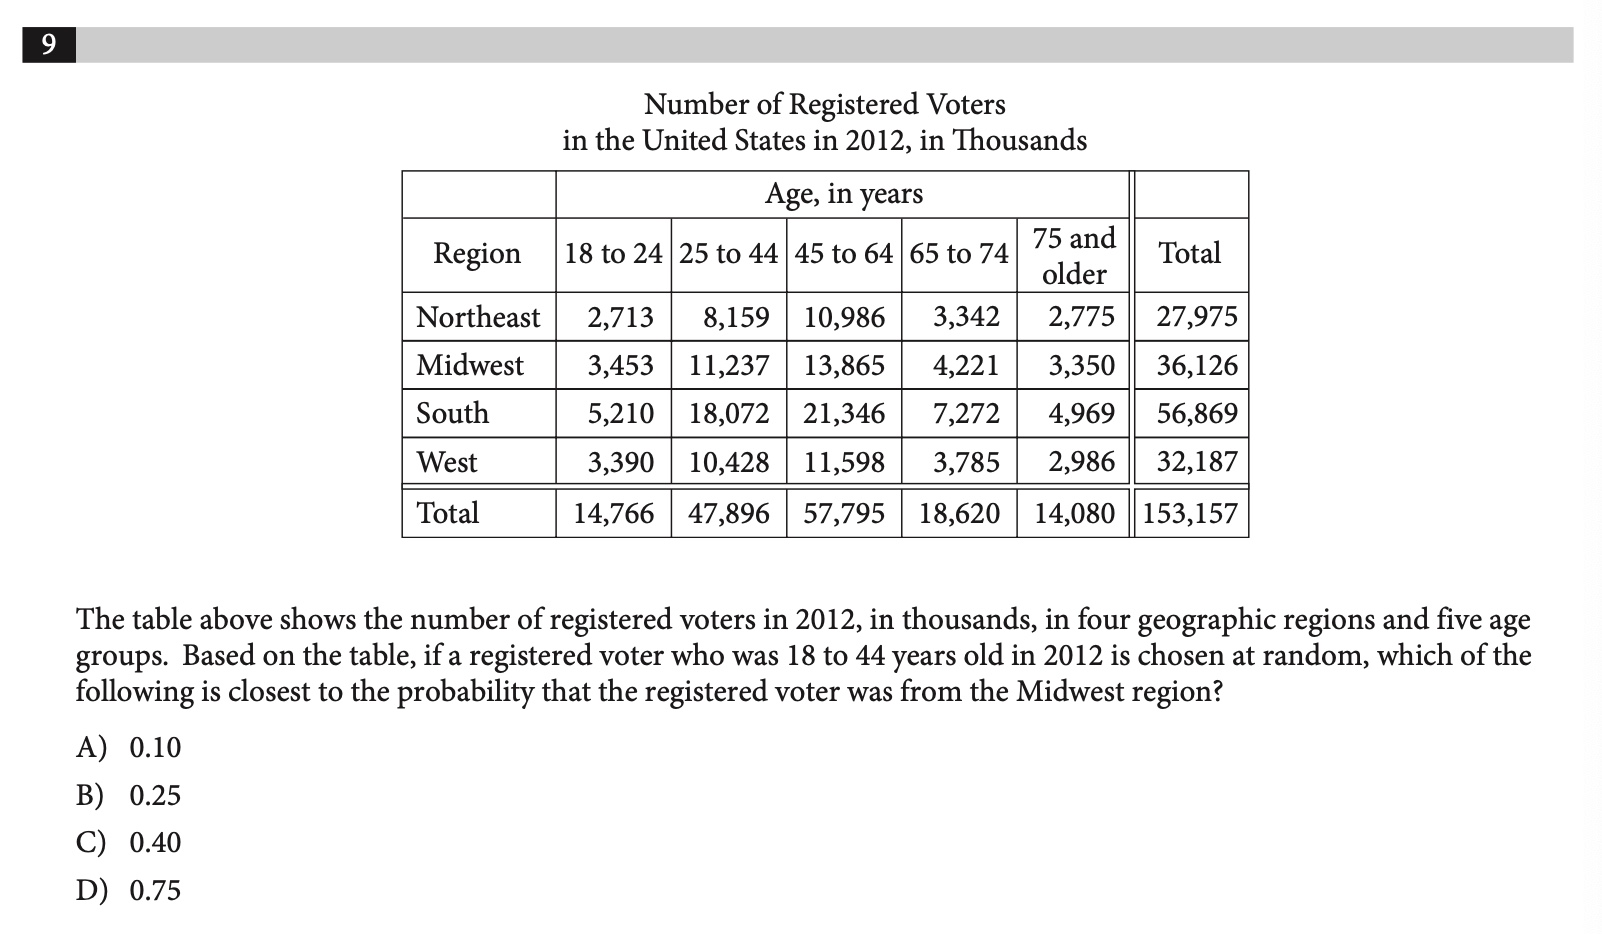 9
Number of Registered Voters
in the United States in 2012, in Thousands
Age, in years
Region 18 to 24 25 to 44 45 to 64 65 to 74 75 and older Total
Northeast 2,713 8,159 10,986 3,342 2,775 27,975
Midwest 3,453 11,237 13,865 4,221 3,350 36,126
South 5,210 18,072 21,346 7,272 4,969 56,869
West 3,390 10,428 11,598 3,785 2,986 32,187
Total 14,766 47,896 57,795 18,620 14,080 153,157
The table above shows the number of registered voters in 2012, in thousands, in four geographic regions and five age
groups. Based on the table, if a registered voter who was 18 to 44 years old in 2012 is chosen at random, which of the
following is closest to the probability that the registered voter was from the Midwest region?
A) 0.10
B) 0.25
C) 0.40
D) 0.75